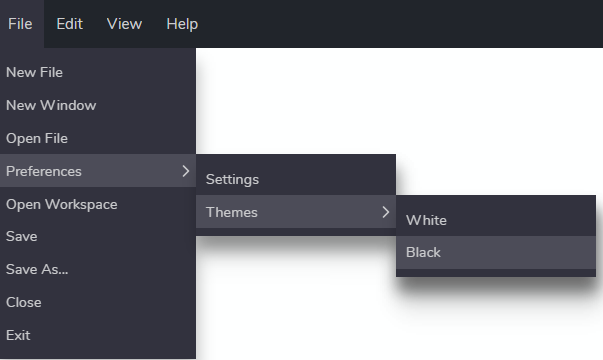 File Edit View Help
New File
New Window
Open File
Preferences
Settings
Themes
White
Black
Open Workspace
Save
Save As...
Close
Exit